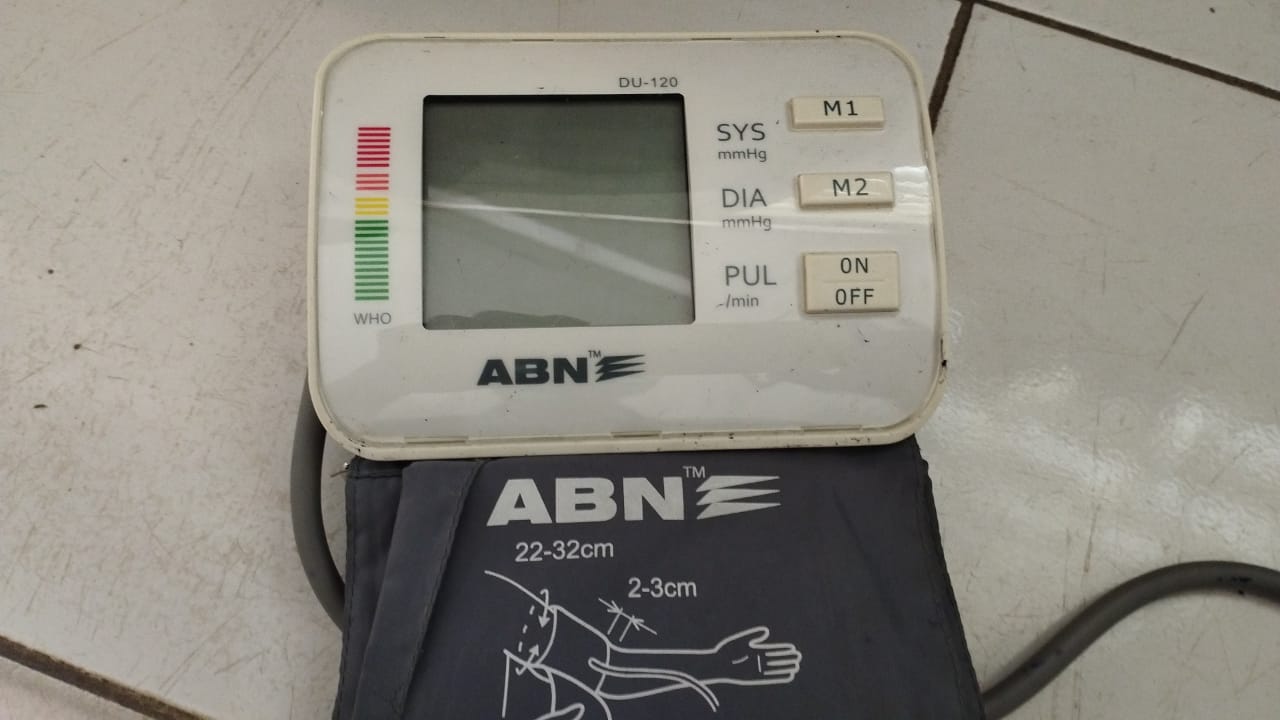 DU-120
M1
SYS
mmHg
M2
DIA
mmHg
ON
PUL
/min
OFF
WHO
ABN™
ABN™
22-32cm
2-3cm